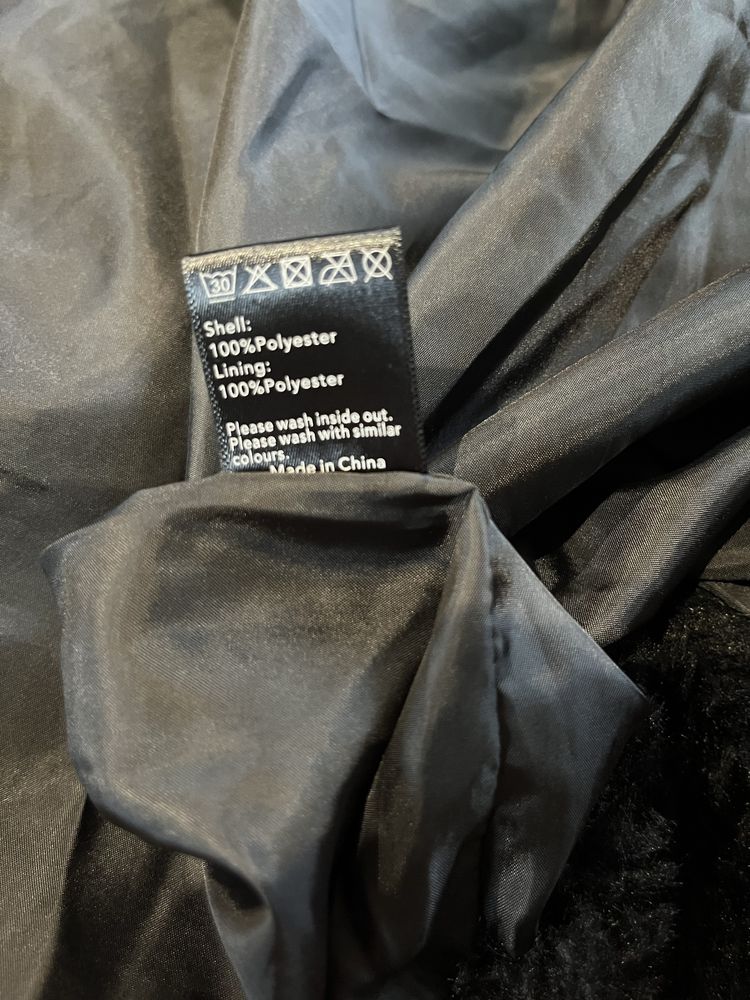 30
Shell:
100%Polyester
Lining:
100%Polyester
Please wash inside out.
Please wash with similar
colours.
Made in China